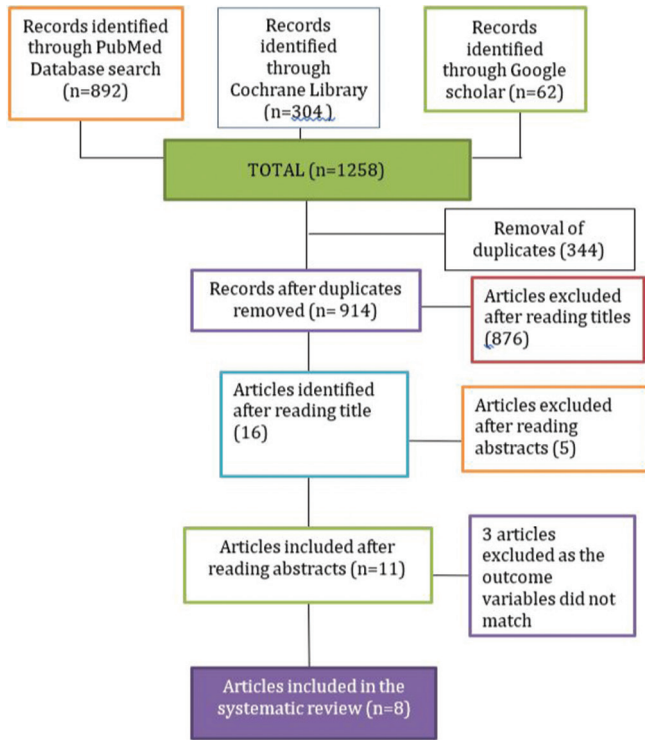 Records identified
through PubMed
Database search
(n=892)
Records
identified
through
Cochrane Library
(n=304)
Records
identified
through Google
scholar (n=62)
TOTAL (n=1258)
Removal of
duplicates (344)
Records after duplicates
removed (n= 914)
Articles excluded
after reading titles
(876)
Articles identified
after reading title
(16)
Articles excluded
after reading
abstracts (5)
Articles included after
reading abstracts (n=11)
3 articles
excluded as the
outcome
variables did not
match
Articles included in the
systematic review (n=8)